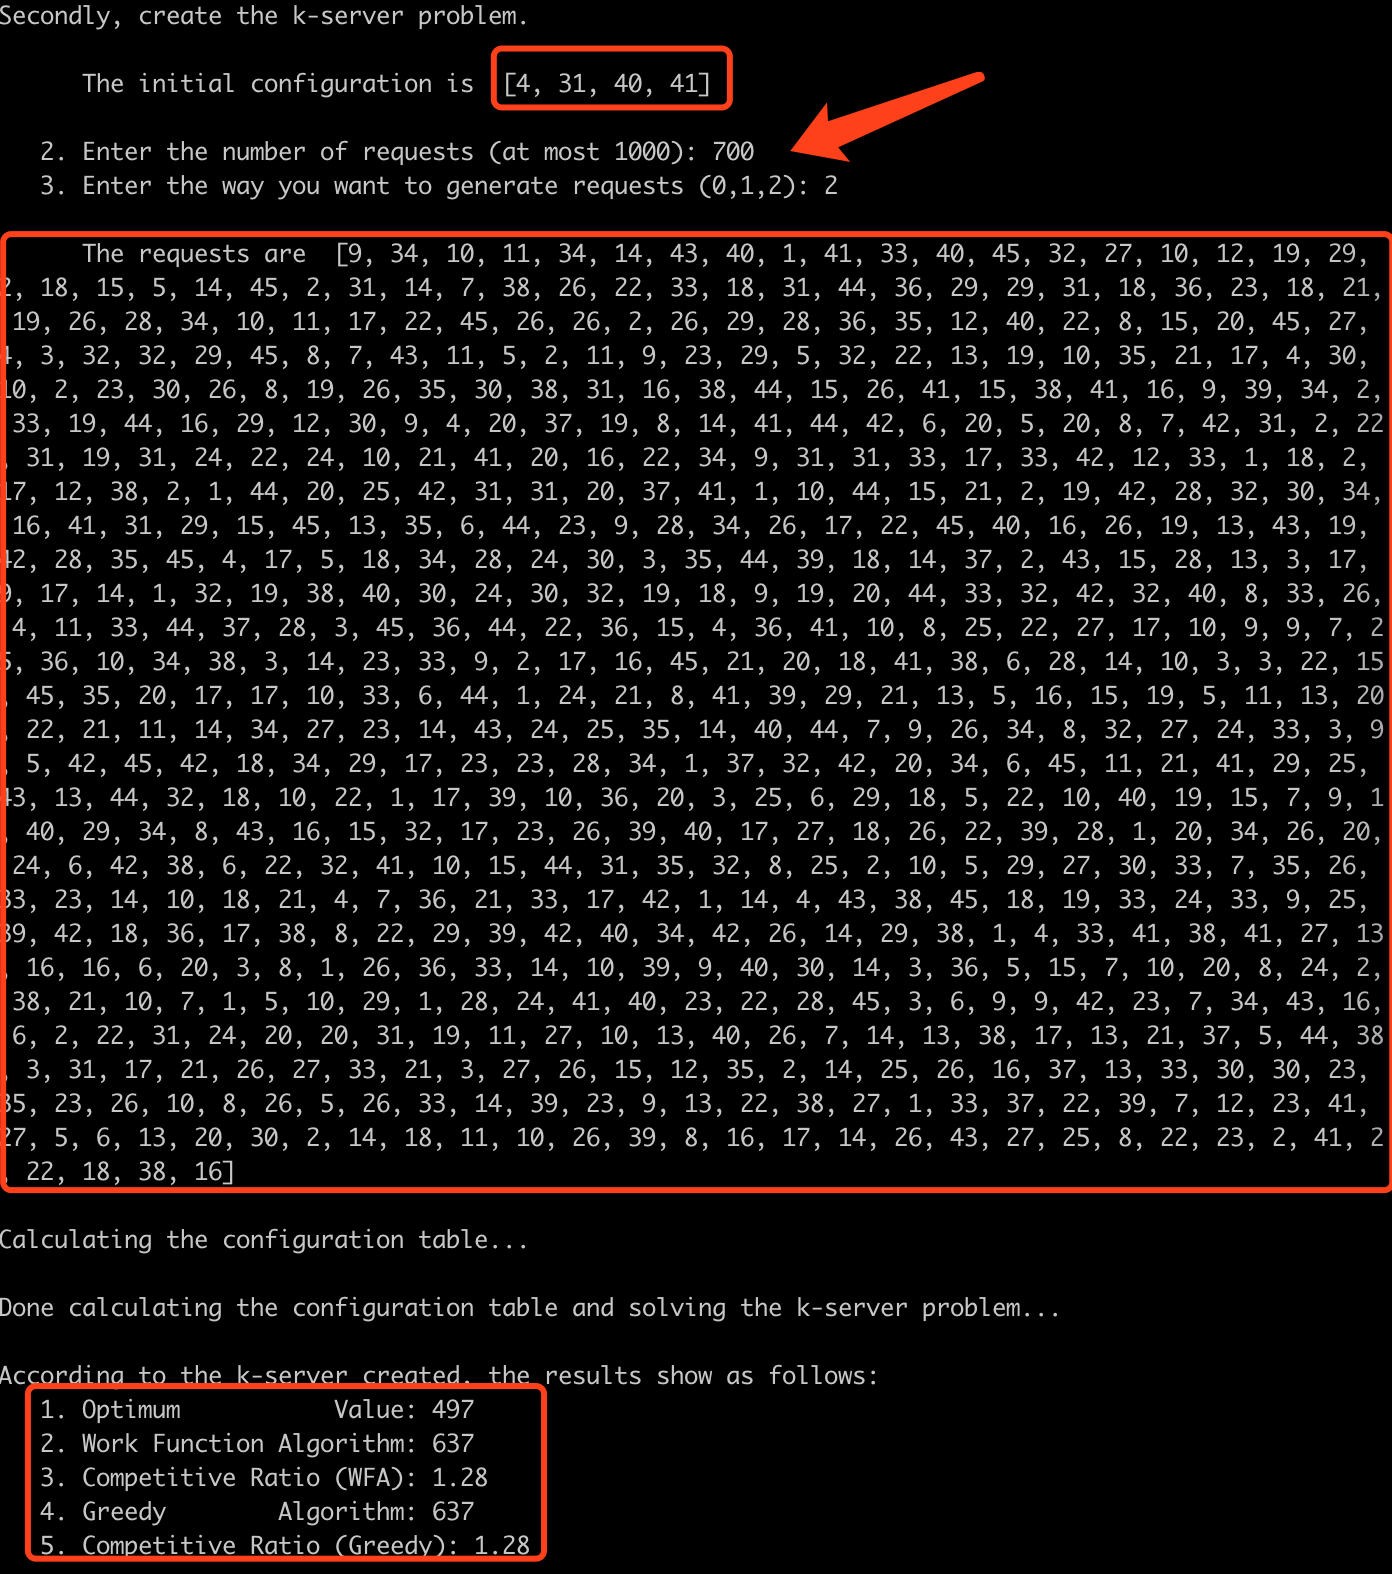 Secondly, create the k-server problem.
The initial configuration is [4, 31, 40, 41]
2. Enter the number of requests (at most 1000): 700
3. Enter the way you want to generate requests (0,1,2): 2
The requests are [9, 34, 10, 11, 34, 14, 43, 40, 1, 41, 33, 40, 45, 32, 27, 10, 12, 19, 29,
2, 18, 15, 5, 14, 45, 2, 31, 14, 7, 38, 26, 22, 33, 18, 31, 44, 36, 29, 29, 31, 18, 36, 23, 18, 21,
19, 26, 28, 34, 10, 11, 17, 22, 45, 26, 26, 2, 26, 29, 28, 36, 35, 12, 40, 22, 8, 15, 20, 45, 27,
4, 3, 32, 32, 29, 45, 8, 7, 43, 11, 5, 2, 11, 9, 23, 29, 5, 32, 22, 13, 19, 10, 35, 21, 17, 4, 30,
10, 2, 23, 30, 26, 8, 19, 26, 35, 30, 38, 31, 16, 38, 44, 15, 26, 41, 15, 38, 41, 16, 9, 39, 34, 2,
33, 19, 44, 16, 29, 12, 30, 9, 4, 20, 37, 19, 8, 14, 41, 44, 42, 6, 20, 5, 20, 8, 7, 42, 31, 2, 22
, 31, 19, 31, 24, 22, 24, 10, 21, 41, 20, 16, 22, 34, 9, 31, 31, 33, 17, 33, 42, 12, 33, 1, 18, 2,
17, 12, 38, 2, 1, 44, 20, 25, 42, 31, 31, 20, 37, 41, 1, 10, 44, 15, 21, 2, 19, 42, 28, 32, 30, 34,
16, 41, 31, 29, 15, 45, 13, 35, 6, 44, 23, 9, 28, 34, 26, 17, 22, 45, 40, 16, 26, 19, 13, 43, 19,
42, 28, 35, 45, 4, 17, 5, 18, 34, 28, 24, 30, 3, 35, 44, 39, 18, 14, 37, 2, 43, 15, 28, 13, 3, 17,
9, 17, 14, 1, 32, 19, 38, 40, 30, 24, 30, 32, 19, 18, 9, 19, 20, 44, 33, 32, 42, 32, 40, 8, 33, 26,
4, 11, 33, 44, 37, 28, 3, 45, 36, 44, 22, 36, 15, 4, 36, 41, 10, 8, 25, 22, 27, 17, 10, 9, 9, 7, 2
5, 36, 10, 34, 38, 3, 14, 23, 33, 9, 2, 17, 16, 45, 21, 20, 18, 41, 38, 6, 28, 14, 10, 3, 3, 22, 15
, 45, 35, 20, 17, 17, 10, 33, 6, 44, 1, 24, 21, 8, 41, 39, 29, 21, 13, 5, 16, 15, 19, 5, 11, 13, 20
, 22, 21, 11, 14, 34, 27, 23, 14, 43, 24, 25, 35, 14, 40, 44, 7, 9, 26, 34, 8, 32, 27, 24, 33, 3, 9
, 5, 42, 45, 42, 18, 34, 29, 17, 23, 23, 28, 34, 1, 37, 32, 42, 20, 34, 6, 45, 11, 21, 41, 29, 25,
43, 13, 44, 32, 18, 10, 22, 1, 17, 39, 10, 36, 20, 3, 25, 6, 29, 18, 5, 22, 10, 40, 19, 15, 7, 9, 1
, 40, 29, 34, 8, 43, 16, 15, 32, 17, 23, 26, 39, 40, 17, 27, 18, 26, 22, 39, 28, 1, 20, 34, 26, 20,
24, 6, 42, 38, 6, 22, 32, 41, 10, 15, 44, 31, 35, 32, 8, 25, 2, 10, 5, 29, 27, 30, 33, 7, 35, 26,
33, 23, 14, 10, 18, 21, 4, 7, 36, 21, 33, 17, 42, 1, 14, 4, 43, 38, 45, 18, 19, 33, 24, 33, 9, 25,
39, 42, 18, 36, 17, 38, 8, 22, 29, 39, 42, 40, 34, 42, 26, 14, 29, 38, 1, 4, 33, 41, 38, 41, 27, 13
, 16, 16, 6, 20, 3, 8, 1, 26, 36, 33, 14, 10, 39, 9, 40, 30, 14, 3, 36, 5, 15, 7, 10, 20, 8, 24, 2,
38, 21, 10, 7, 1, 5, 10, 29, 1, 28, 24, 41, 40, 23, 22, 28, 45, 3, 6, 9, 9, 42, 23, 7, 34, 43, 16,
6, 2, 22, 31, 24, 20, 20, 31, 19, 11, 27, 10, 13, 40, 26, 7, 14, 13, 38, 17, 13, 21, 37, 5, 44, 38
, 3, 31, 17, 21, 26, 27, 33, 21, 3, 27, 26, 15, 12, 35, 2, 14, 25, 26, 16, 37, 13, 33, 30, 30, 23,
35, 23, 26, 10, 8, 26, 5, 26, 33, 14, 39, 23, 9, 13, 22, 38, 27, 1, 33, 37, 22, 39, 7, 12, 23, 41,
27, 5, 6, 13, 20, 30, 2, 14, 18, 11, 10, 26, 39, 8, 16, 17, 14, 26, 43, 27, 25, 8, 22, 23, 2, 41, 2
, 22, 18, 38, 16]
Calculating the configuration table...
Done calculating the configuration table and solving the k-server problem...
According to the k-server created, the results show as follows:
1. Optimum Value: 497
2. Work Function Algorithm: 637
3. Competitive Ratio (WFA): 1.28
4. Greedy Algorithm: 637
5. Competitive Ratio (Greedy): 1.28